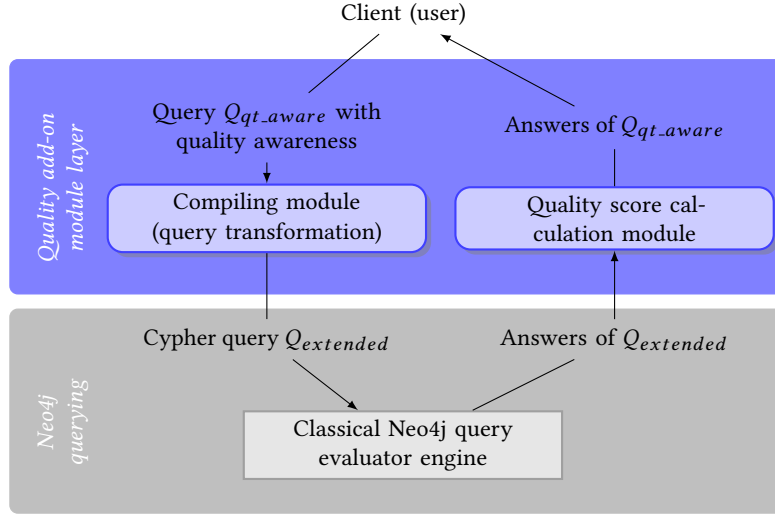 Client (user)
Quality add-on
module layer
Query Q_{qt_aware} with
quality awareness
Answers of Q_{qt_aware}
Compiling module
(query transformation)
Quality score cal-
culation module
Neo4j
querying
Cypher query Q_{extended}
Answers of Q_{extended}
Classical Neo4j query
evaluator engine